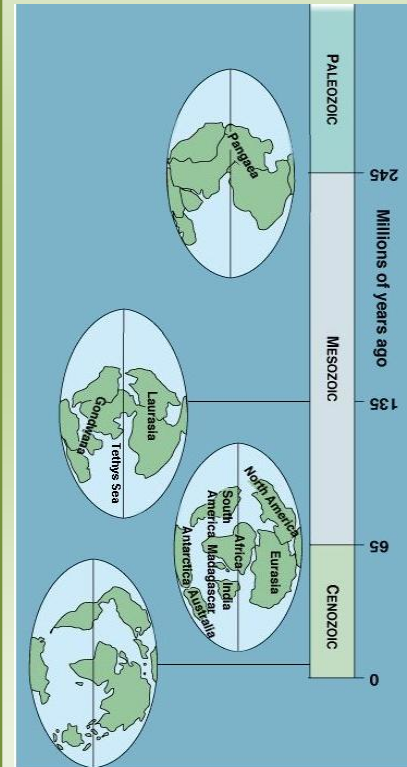 PALEOZOIC
245
Millions of years ago
Pangaea
MESOZOIC
135
Laurasia
Gondwana
Tethys Sea
65
North America
Eurasia
Africa
South
America
India
Madagascar
Antarctica
Australia
CENOZOIC
0